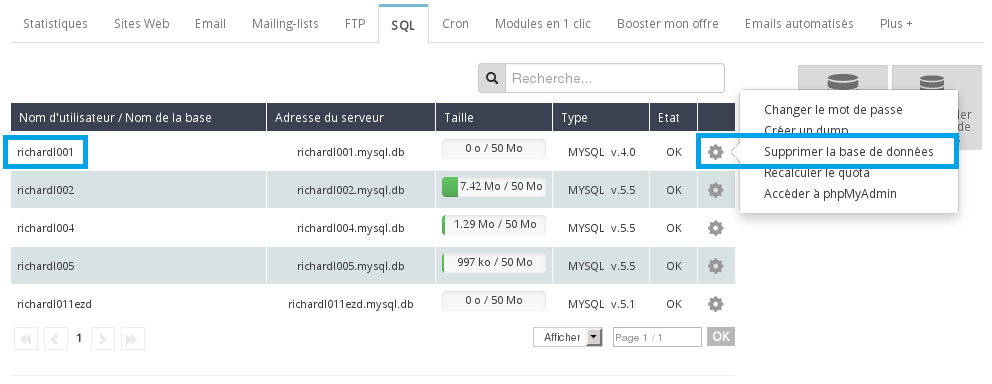 Statistiques Sites Web Email Mailing-lists FTP SQL Cron Modules en 1 clic Booster mon offre Emails automatisés Plus +
Recherche...
Nom d'utilisateur / Nom de la base Adresse du serveur Taille Type Etat
richardl001 richardl001.mysql.db 0 o / 50 Mo MYSQL v.4.0 OK
richardl002 richardl002.mysql.db 7.42 Mo / 50 Mo MYSQL v.5.5 OK
richardl004 richardl004.mysql.db 1.29 Mo / 50 Mo MYSQL v.5.5 OK
richardl005 richardl005.mysql.db 997 ko / 50 Mo MYSQL v.5.5 OK
richardl011ezd richardl011ezd.mysql.db 0 o / 50 Mo MYSQL v.5.1 OK
Changer le mot de passe
Créer un dump
Supprimer la base de données
Recalculer le quota
Accéder à phpMyAdmin
1 Afficher Page 1 / 1 OK